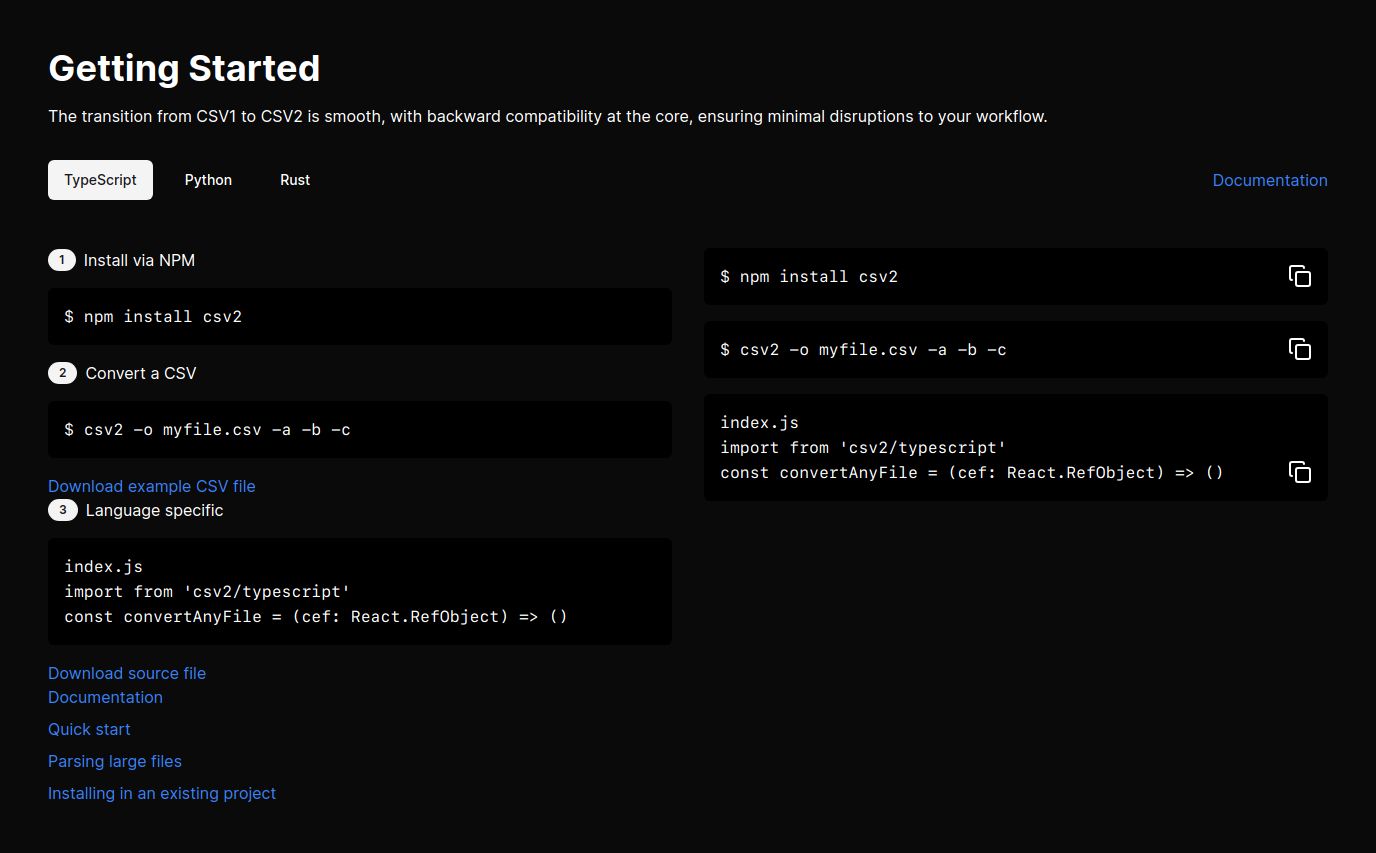 Getting Started
The transition from CSV1 to CSV2 is smooth, with backward compatibility at the core, ensuring minimal disruptions to your workflow.
TypeScript Python Rust Documentation
1 Install via NPM
$ npm install csv2
2 Convert a CSV
$ csv2 -o myfile.csv -a -b -c
Download example CSV file
3 Language specific
index.js
import from 'csv2/typescript'
const convertAnyFile = (cef: React.RefObject) => ()
Download source file
Documentation
Quick start
Parsing large files
Installing in an existing project
$ npm install csv2
$ csv2 -o myfile.csv -a -b -c
index.js
import from 'csv2/typescript'
const convertAnyFile = (cef: React.RefObject) => ()